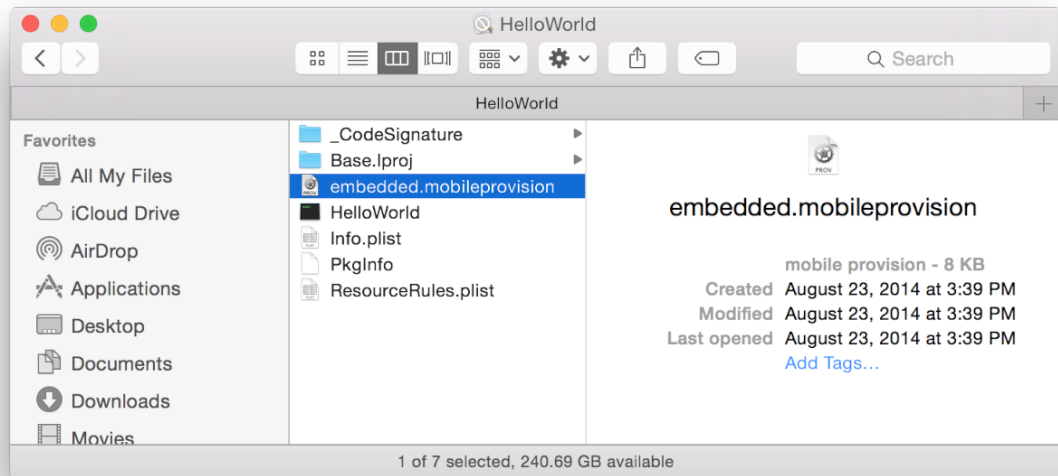 HelloWorld
Search
HelloWorld
Favorites
All My Files
iCloud Drive
AirDrop
Applications
Desktop
Documents
Downloads
Movies
_CodeSignature
Base.lproj
embedded.mobileprovision
HelloWorld
Info.plist
PkgInfo
ResourceRules.plist
PROV
embedded.mobileprovision
mobile provision - 8 KB
Created August 23, 2014 at 3:39 PM
Modified August 23, 2014 at 3:39 PM
Last opened August 23, 2014 at 3:39 PM
Add Tags…
1 of 7 selected, 240.69 GB available